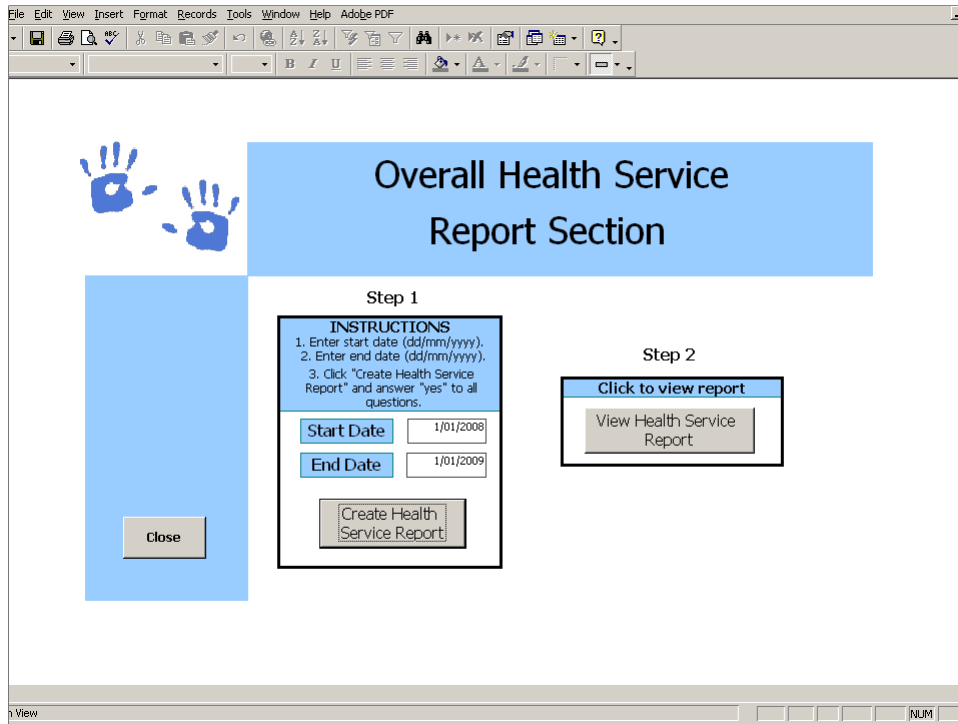 File Edit View Insert Format Records Tools Window Help Adobe PDF
B I U
Overall Health Service
Report Section
Step 1
INSTRUCTIONS
1. Enter start date (dd/mm/yyyy).
2. Enter end date (dd/mm/yyyy).
3. Click "Create Health Service
Report" and answer "yes" to all
questions.
Start Date 1/01/2008
End Date 1/01/2009
Create Health
Service Report
Step 2
Click to view report
View Health Service
Report
Close
View NUM